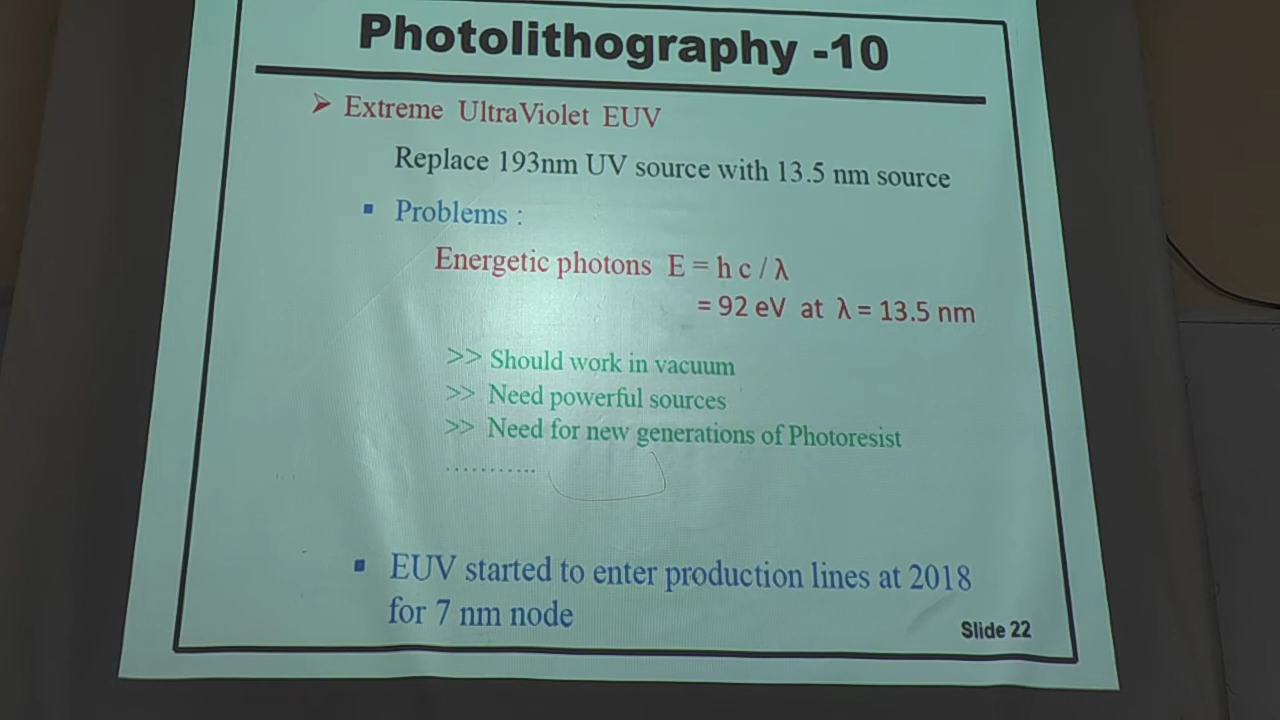 Photolithography -10
➢ Extreme UltraViolet EUV
Replace 193nm UV source with 13.5 nm source
▪ Problems :
Energetic photons E = h c / λ
= 92 eV at λ = 13.5 nm
>> Should work in vacuum
>> Need powerful sources
>> Need for new generations of Photoresist
...........
▪ EUV started to enter production lines at 2018
for 7 nm node
Slide 22